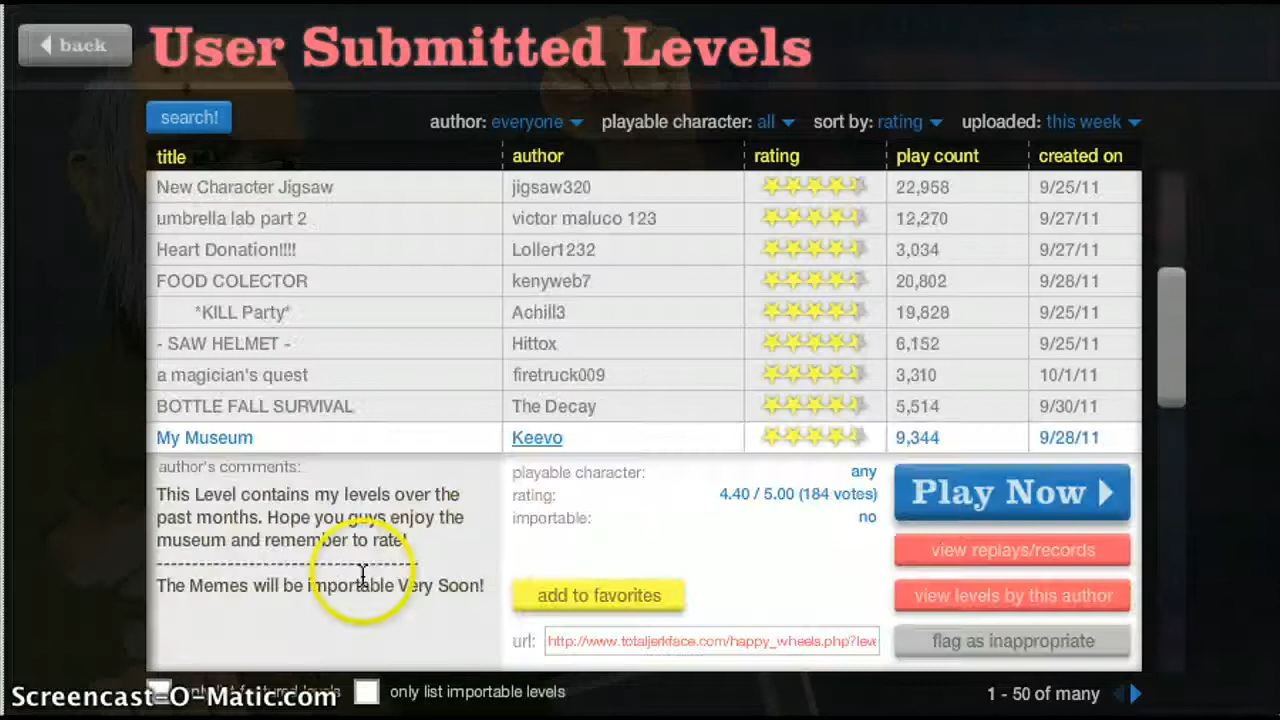 back
User Submitted Levels
search!
author: everyone playable character: all sort by: rating uploaded: this week
title author rating play count created on
New Character Jigsaw jigsaw320 22,958 9/25/11
umbrella lab part 2 victor maluco 123 12,270 9/27/11
Heart Donation!!!! Loller1232 3,034 9/27/11
FOOD COLECTOR kenyweb7 20,802 9/28/11
*KILL Party* Achill3 19,828 9/25/11
- SAW HELMET - Hittox 6,152 9/25/11
a magician's quest firetruck009 3,310 10/1/11
BOTTLE FALL SURVIVAL The Decay 5,514 9/30/11
My Museum Keevo 9,344 9/28/11
author's comments:
This Level contains my levels over the
past months. Hope you guys enjoy the
museum and remember to rate!
------------------------------------
The Memes will be importable Very Soon!
playable character: any
rating: 4.40 / 5.00 (184 votes)
importable: no
add to favorites
url: http://www.totaljerkface.com/happy_wheels.php?leve
Play Now
view replays/records
view levels by this author
flag as inappropriate
levels
only list importable levels
1 - 50 of many
Screencast-O-Matic.com